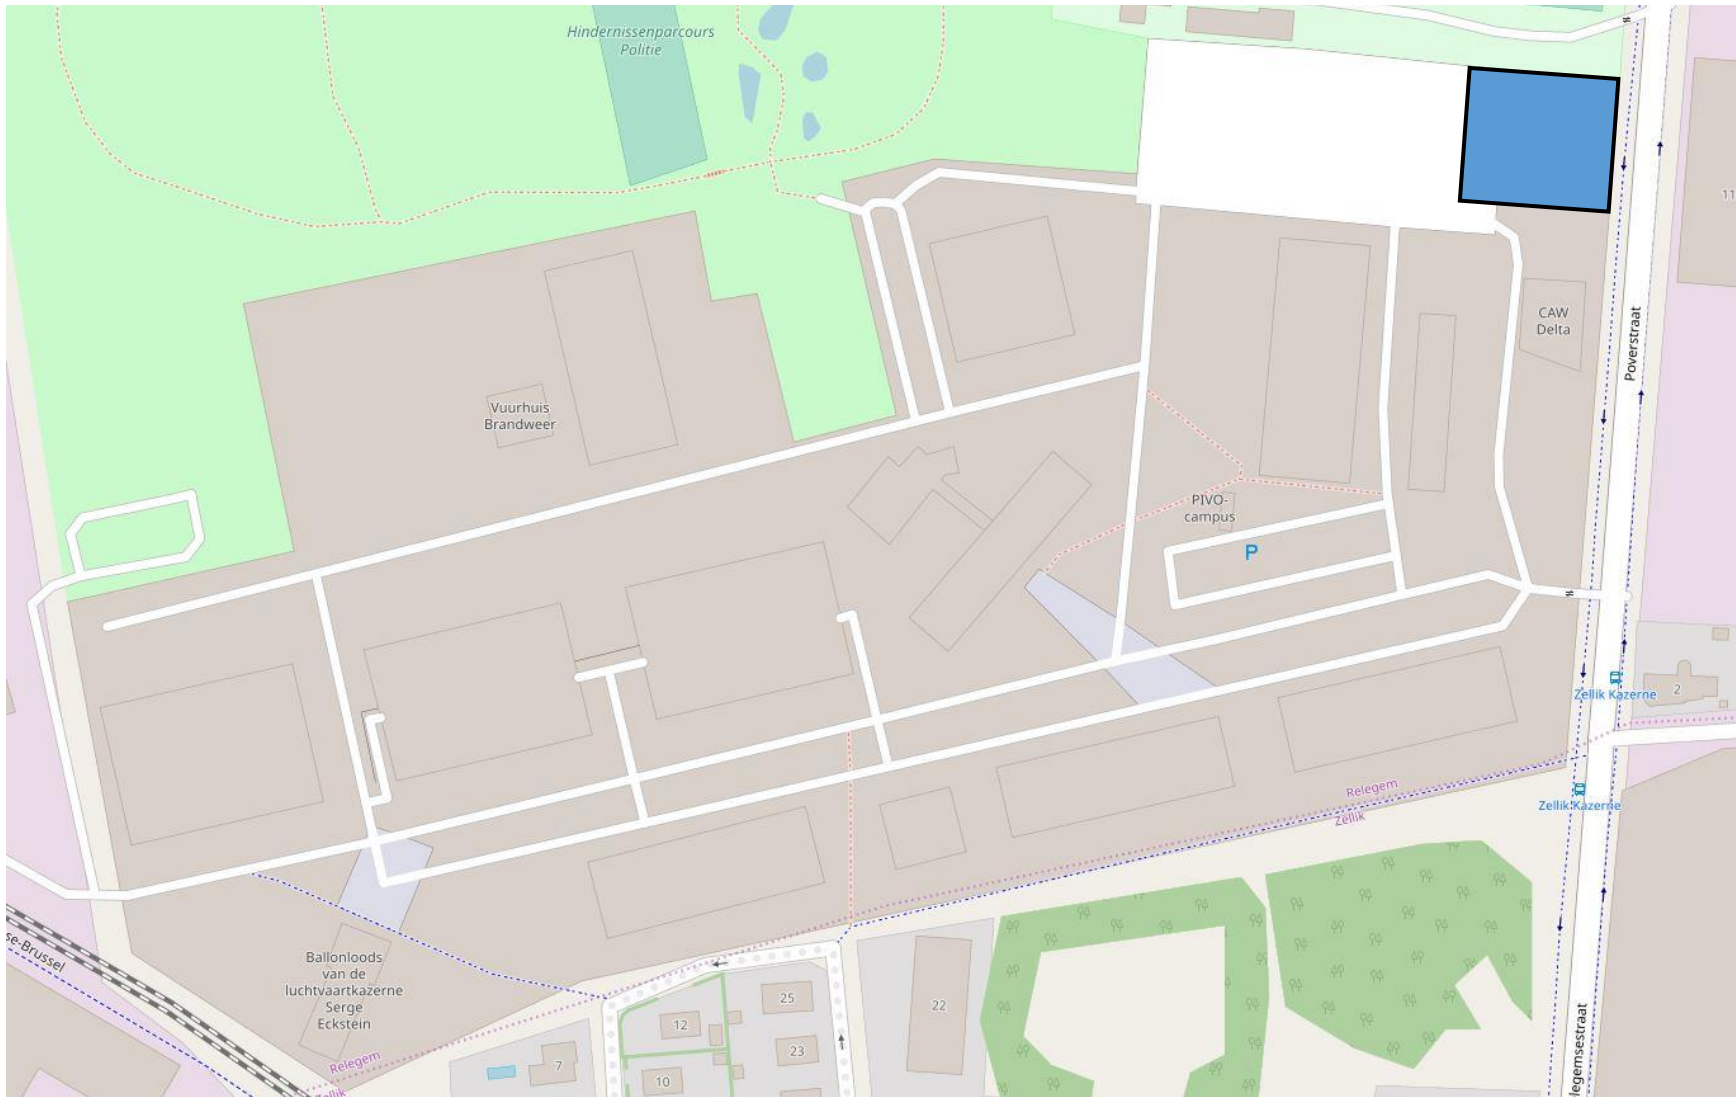 Hindernissenparcours
Politie
11
CAW
Delta
Poverstraat
Vuurhuis
Brandweer
PIVO-
campus
P
Zellik Kazerne
2
Relegem
Zellik
Zellik Kazerne
se-Brussel
Ballonloods
van de
luchtvaartkazerne
Serge
Eckstein
25
22
12
23
7
10
Relegem
Zellik
legemsestraat